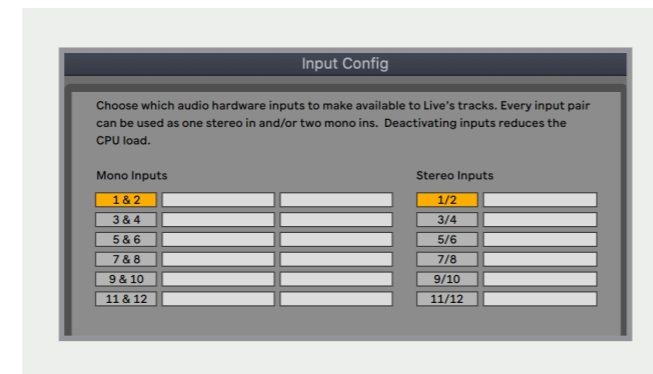 Input Config
Choose which audio hardware inputs to make available to Live's tracks. Every input pair
can be used as one stereo in and/or two mono ins. Deactivating inputs reduces the
CPU load.
Mono Inputs Stereo Inputs
1 & 2 1/2
3 & 4 3/4
5 & 6 5/6
7 & 8 7/8
9 & 10 9/10
11 & 12 11/12